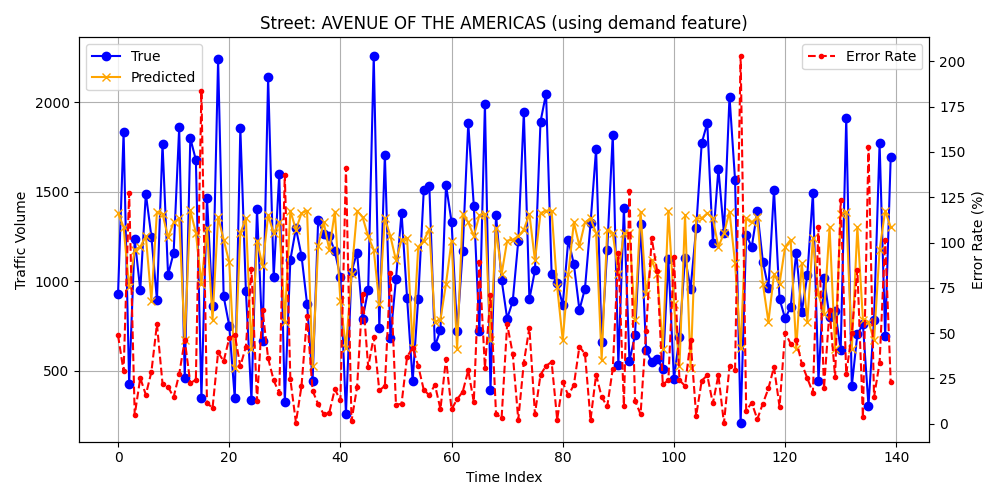 Street: AVENUE OF THE AMERICAS (using demand feature)
True
Predicted
Error Rate
Traffic Volume
2000
1500
1000
500
200
175
150
125
100
75
50
25
0
Error Rate (%)
0 20 40 60 80 100 120 140
Time Index